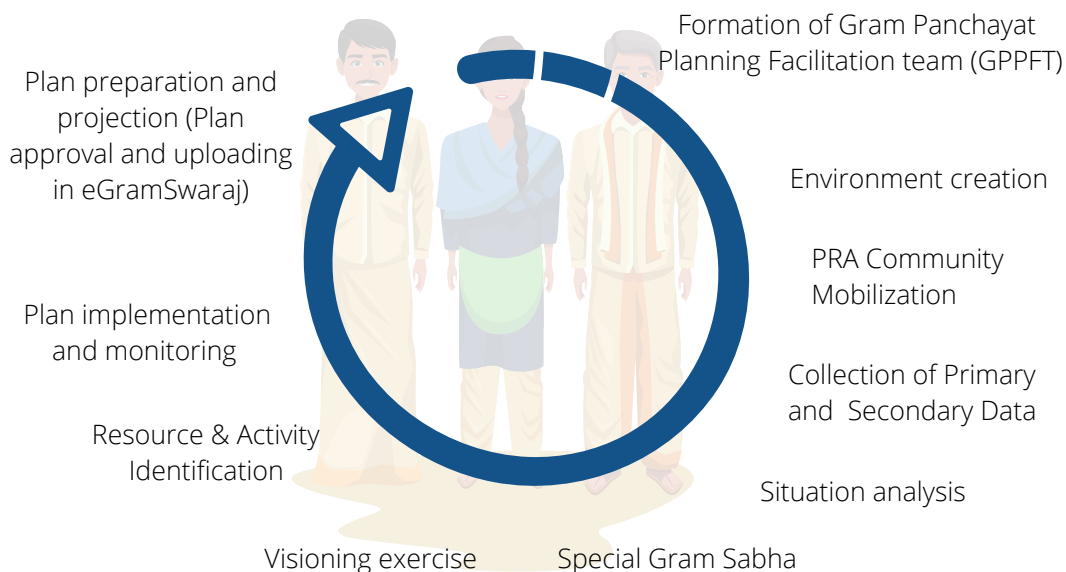 Formation of Gram Panchayat
Planning Facilitation team (GPPFT)
Environment creation
PRA Community
Mobilization
Collection of Primary
and Secondary Data
Situation analysis
Special Gram Sabha
Visioning exercise
Resource & Activity
Identification
Plan implementation
and monitoring
Plan preparation and
projection (Plan
approval and uploading
in eGramSwaraj)